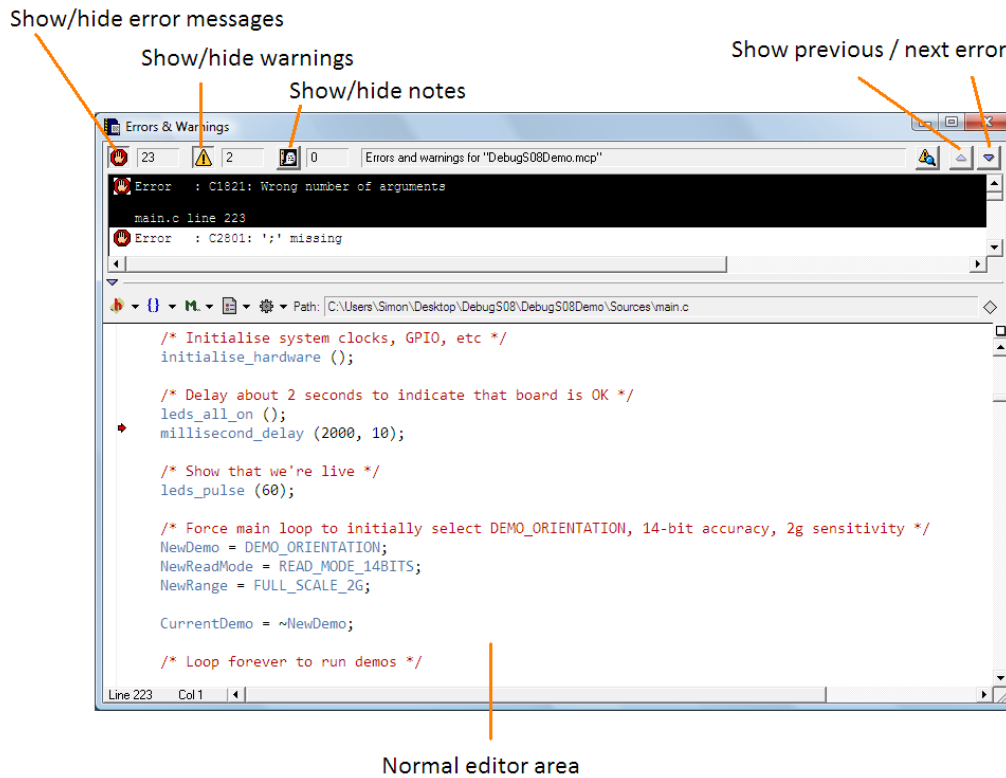 Show/hide error messages
Show/hide warnings
Show previous / next error
Show/hide notes
Errors & Warnings
23 2 0 Errors and warnings for "DebugS08Demo.mcp"
Error : C1821: Wrong number of arguments
main.c line 223
Error : C2801: ';' missing
h {} M. Path: C:\Users\Simon\Desktop\DebugS08\DebugS08Demo\Sources\main.c
/* Initialise system clocks, GPIO, etc */
initialise_hardware ();
/* Delay about 2 seconds to indicate that board is OK */
leds_all_on ();
millisecond_delay (2000, 10);
/* Show that we're live */
leds_pulse (60);
/* Force main loop to initially select DEMO_ORIENTATION, 14-bit accuracy, 2g sensitivity */
NewDemo = DEMO_ORIENTATION;
NewReadMode = READ_MODE_14BITS;
NewRange = FULL_SCALE_2G;
CurrentDemo = ~NewDemo;
/* Loop forever to run demos */
Line 223 Col 1
Normal editor area